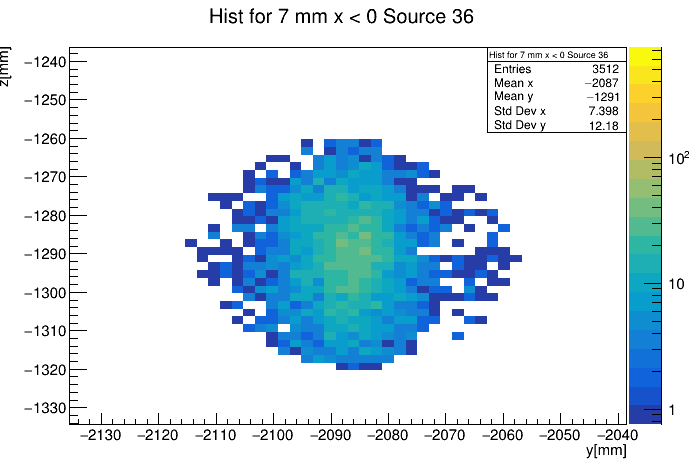 Hist for 7 mm x < 0 Source 36
z[mm]
Hist for 7 mm x < 0 Source 36
Entries 3512
Mean x −2087
Mean y −1291
Std Dev x 7.398
Std Dev y 12.18
−1240
−1250
−1260
−1270
−1280
−1290
−1300
−1310
−1320
−1330
10²
10
1
−2130 −2120 −2110 −2100 −2090 −2080 −2070 −2060 −2050 −2040
y[mm]